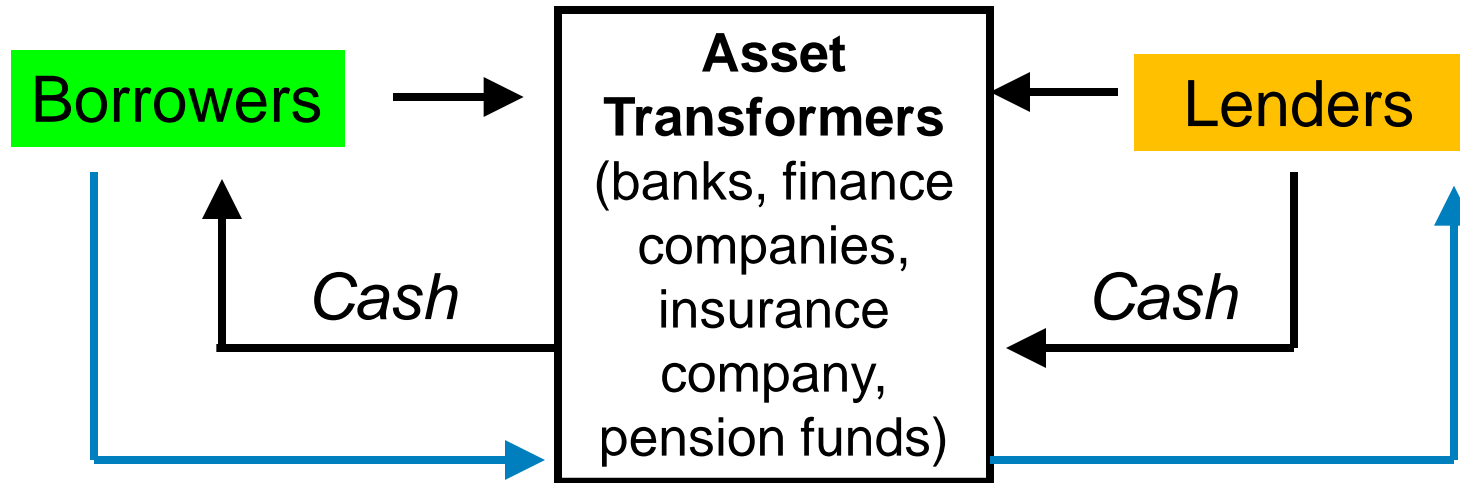 Borrowers
Asset
Transformers
(banks, finance
companies,
insurance
company,
pension funds)
Lenders
Cash
Cash